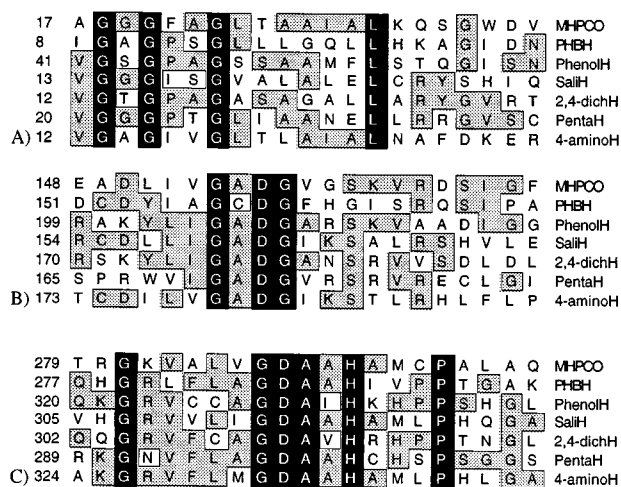 17 A G G G F A G L T A A I A L K Q S G W D V MHPCO
8 I G A G P S G L L L G Q L L H K A G I D N PHBH
41 V G S G P A G S S A A M F L S T Q G I S N PhenolH
13 V G G G I S G V A L A L E L C R Y S H I Q SaliH
12 V G T G P A G A S A G A L L A R Y G V R T 2,4-dichH
20 V G G G P T G L I A A N E L L R R G V S C PentaH
A) 12 V G A G I V G L T L A I A L N A F D K E R 4-aminoH
148 E A D L I V G A D G V G S K V R D S I G F MHPCO
151 D C D Y I A G C D G F H G I S R Q S I P A PHBH
199 R A K Y L I G A D G A R S K V A A D I G G PhenolH
154 R C D L L I G A D G I K S A L R S H V L E SaliH
170 R S K Y L I G A D G A N S R V V S D L D L 2,4-dichH
165 S P R W V I G A D G V R S R V R E C L G I PentaH
B) 173 T C D I L V G A D G I K S T L R H L F L P 4-aminoH
279 T R G K V A L V G D A A H A M C P A L A Q MHPCO
277 Q H G R L F L A G D A A H I V P P T G A K PHBH
320 Q K G R V C C A G D A I H K H P P S H G L PhenolH
305 V H G R V V L I G D A A H A M L P H Q G A SaliH
302 Q Q G R V F C A G D A V H R H P P T N G L 2,4-dichH
289 R K G N V F L A G D A A H C H S P S G G S PentaH
C) 324 A K G R V F L M G D A A H A M L P H L G A 4-aminoH